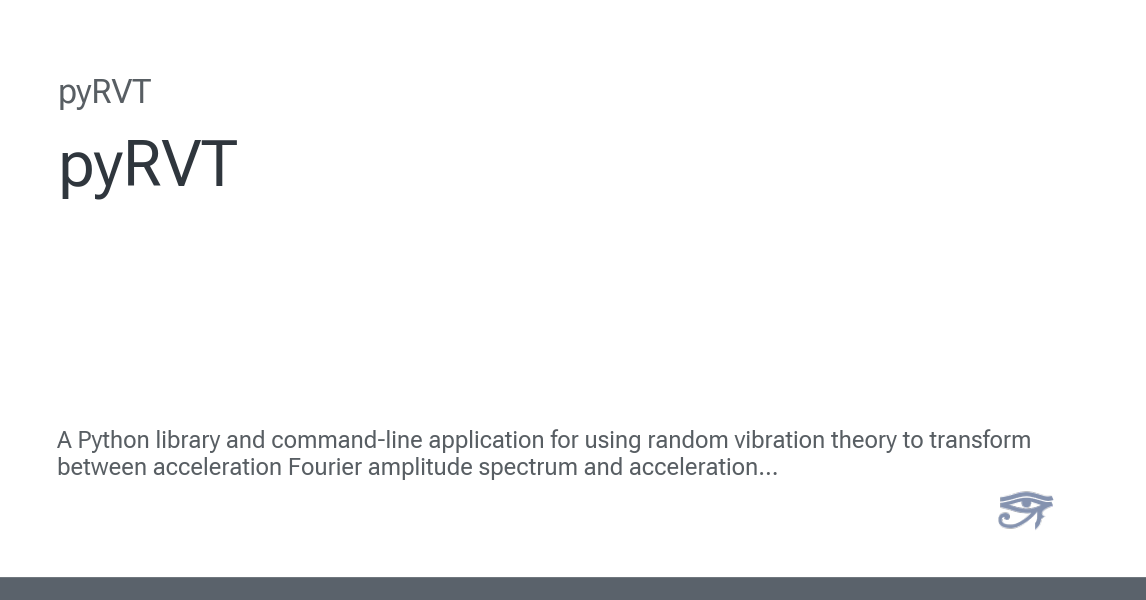 pyRVT
pyRVT
A Python library and command-line application for using random vibration theory to transform
between acceleration Fourier amplitude spectrum and acceleration...